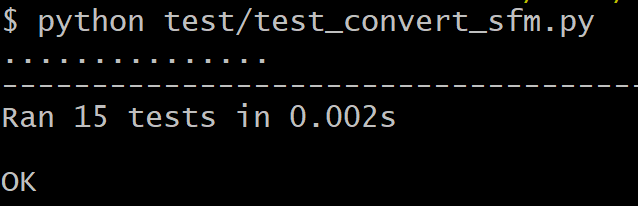 $ python test/test_convert_sfm.py
...............
-------------------------------------
Ran 15 tests in 0.002s
OK